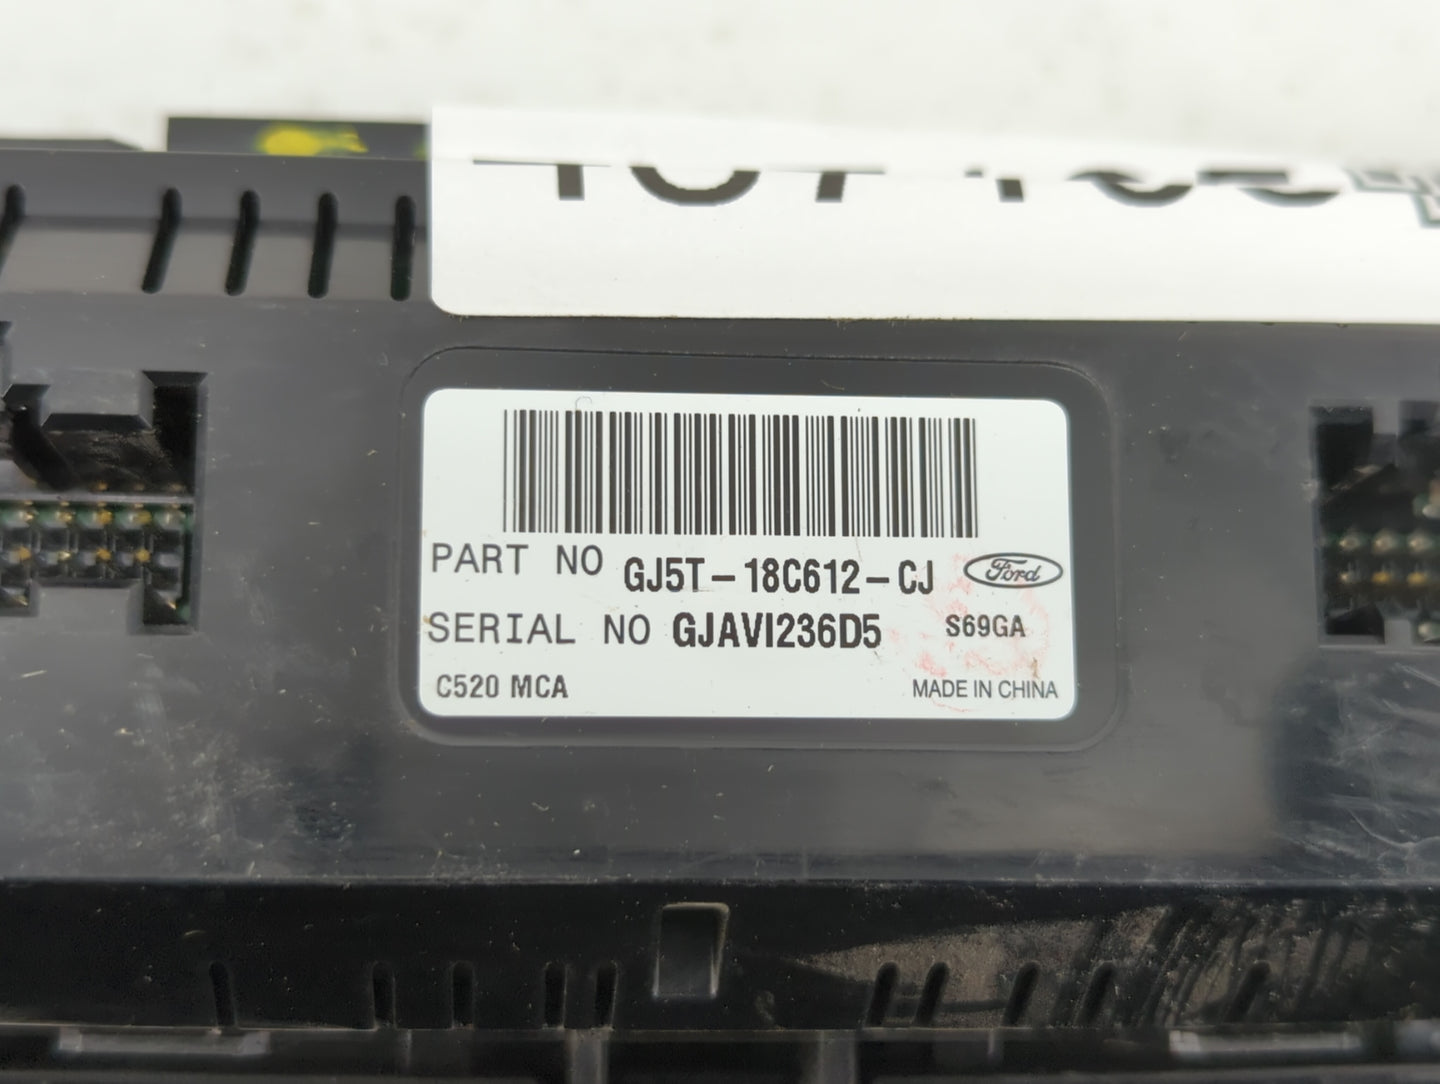 PART NO GJ5T-18C612-CJ Ford
SERIAL NO GJAVI236D5 S69GA
C520 MCA MADE IN CHINA